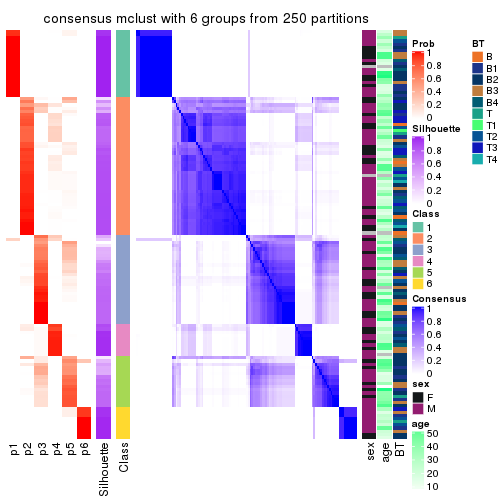 consensus mclust with 6 groups from 250 partitions
Prob
1
0.8
0.6
0.4
0.2
0
Silhouette
1
0.8
0.6
0.4
0.2
0
Class
1
2
3
4
5
6
Consensus
1
0.8
0.6
0.4
0.2
0
sex
F
M
age
50
40
30
20
10
BT
B
B1
B2
B3
B4
T
T1
T2
T3
T4
p1
p2
p3
p4
p5
p6
Silhouette
Class
sex
age
BT